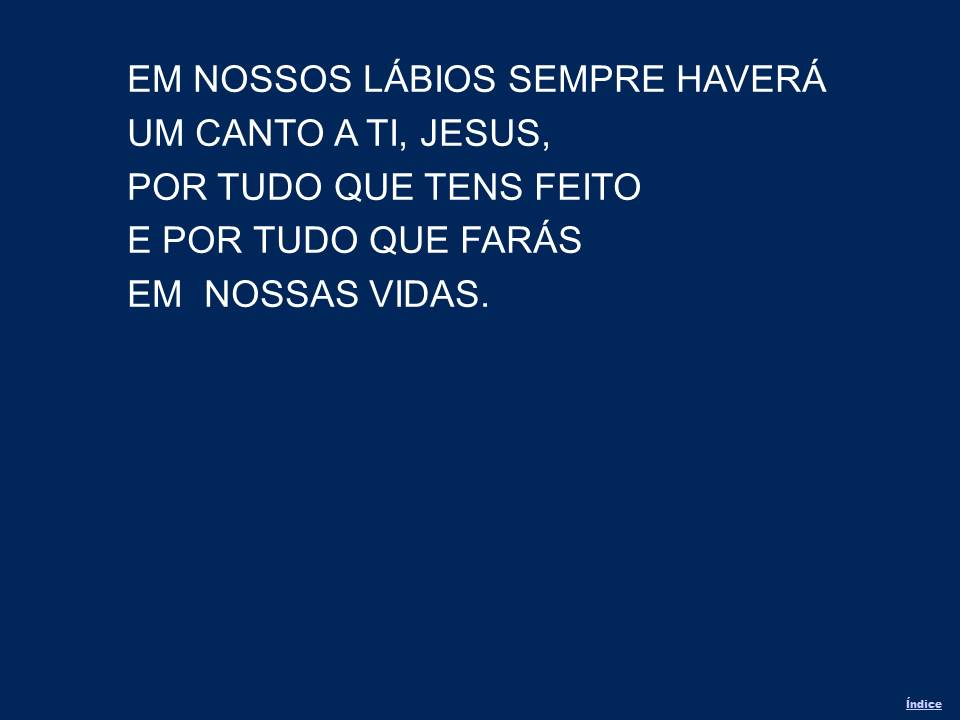 EM NOSSOS LÁBIOS SEMPRE HAVERÁ
UM CANTO A TI, JESUS,
POR TUDO QUE TENS FEITO
E POR TUDO QUE FARÁS
EM  NOSSAS VIDAS.
Índice